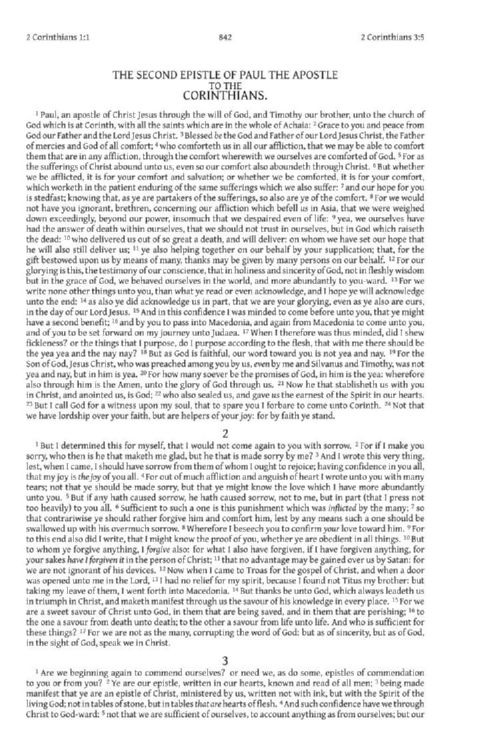 2 Corinthians 1:1 842 2 Corinthians 3:5
THE SECOND EPISTLE OF PAUL THE APOSTLE
TO THE
CORINTHIANS.
1 Paul, an apostle of Christ Jesus through the will of God, and Timothy our brother, unto the church of
God which is at Corinth, with all the saints which are in the whole of Achaia: 2 Grace to you and peace from
God our Father and the Lord Jesus Christ. 3 Blessed be the God and Father of our Lord Jesus Christ, the Father
of mercies and God of all comfort; 4 who comforteth us in all our affliction, that we may be able to comfort
them that are in any affliction, through the comfort wherewith we ourselves are comforted of God. 5 For as
the sufferings of Christ abound unto us, even so our comfort also aboundeth through Christ. 6 But whether
we be afflicted, it is for your comfort and salvation; or whether we be comforted, it is for your comfort,
which worketh in the patient enduring of the same sufferings which we also suffer: 7 and our hope for you
is stedfast; knowing that, as ye are partakers of the sufferings, so also are ye of the comfort. 8 For we would
not have you ignorant, brethren, concerning our affliction which befell us in Asia, that we were weighed
down exceedingly, beyond our power, insomuch that we despaired even of life: 9 yea, we ourselves have
had the answer of death within ourselves, that we should not trust in ourselves, but in God which raiseth
the dead: 10 who delivered us out of so great a death, and will deliver: on whom we have set our hope that
he will also still deliver us; 11 ye also helping together on our behalf by your supplication; that, for the
gift bestowed upon us by means of many, thanks may be given by many persons on our behalf. 12 For our
glorying is this, the testimony of our conscience, that in holiness and sincerity of God, not in fleshly wisdom
but in the grace of God, we behaved ourselves in the world, and more abundantly to you-ward. 13 For we
write none other things unto you, than what ye read or even acknowledge, and I hope ye will acknowledge
unto the end: 14 as also ye did acknowledge us in part, that we are your glorying, even as ye also are ours,
in the day of our Lord Jesus. 15 And in this confidence I was minded to come before unto you, that ye might
have a second benefit; 16 and by you to pass into Macedonia, and again from Macedonia to come unto you,
and of you to be set forward on my journey unto Judaea. 17 When I therefore was thus minded, did I shew
fickleness? or the things that I purpose, do I purpose according to the flesh, that with me there should be
the yea yea and the nay nay? 18 But as God is faithful, our word toward you is not yea and nay. 19 For the
Son of God, Jesus Christ, who was preached among you by us, even by me and Silvanus and Timothy, was not
yea and nay, but in him is yea. 20 For how many soever be the promises of God, in him is the yea: wherefore
also through him is the Amen, unto the glory of God through us. 21 Now he that stablisheth us with you
in Christ, and anointed us, is God; 22 who also sealed us, and gave us the earnest of the Spirit in our hearts.
23 But I call God for a witness upon my soul, that to spare you I forbare to come unto Corinth. 24 Not that
we have lordship over your faith, but are helpers of your joy: for by faith ye stand.
2
1 But I determined this for myself, that I would not come again to you with sorrow. 2 For if I make you
sorry, who then is he that maketh me glad, but he that is made sorry by me? 3 And I wrote this very thing,
lest, when I came, I should have sorrow from them of whom I ought to rejoice; having confidence in you all,
that my joy is the joy of you all. 4 For out of much affliction and anguish of heart I wrote unto you with many
tears; not that ye should be made sorry, but that ye might know the love which I have more abundantly
unto you. 5 But if any hath caused sorrow, he hath caused sorrow, not to me, but in part (that I press not
too heavily) to you all. 6 Sufficient to such a one is this punishment which was inflicted by the many; 7 so
that contrariwise ye should rather forgive him and comfort him, lest by any means such a one should be
swallowed up with his overmuch sorrow. 8 Wherefore I beseech you to confirm your love toward him. 9 For
to this end also did I write, that I might know the proof of you, whether ye are obedient in all things. 10 But
to whom ye forgive anything, I forgive also: for what I also have forgiven, if I have forgiven anything, for
your sakes have I forgiven it in the person of Christ; 11 that no advantage may be gained over us by Satan: for
we are not ignorant of his devices. 12 Now when I came to Troas for the gospel of Christ, and when a door
was opened unto me in the Lord, 13 I had no relief for my spirit, because I found not Titus my brother: but
taking my leave of them, I went forth into Macedonia. 14 But thanks be unto God, which always leadeth us
in triumph in Christ, and maketh manifest through us the savour of his knowledge in every place. 15 For we
are a sweet savour of Christ unto God, in them that are being saved, and in them that are perishing; 16 to
the one a savour from death unto death; to the other a savour from life unto life. And who is sufficient for
these things? 17 For we are not as the many, corrupting the word of God: but as of sincerity, but as of God,
in the sight of God, speak we in Christ.
3
1 Are we beginning again to commend ourselves? or need we, as do some, epistles of commendation
to you or from you? 2 Ye are our epistle, written in our hearts, known and read of all men; 3 being made
manifest that ye are an epistle of Christ, ministered by us, written not with ink, but with the Spirit of the
living God; not in tables of stone, but in tables that are hearts of flesh. 4 And such confidence have we through
Christ to God-ward: 5 not that we are sufficient of ourselves, to account anything as from ourselves; but our